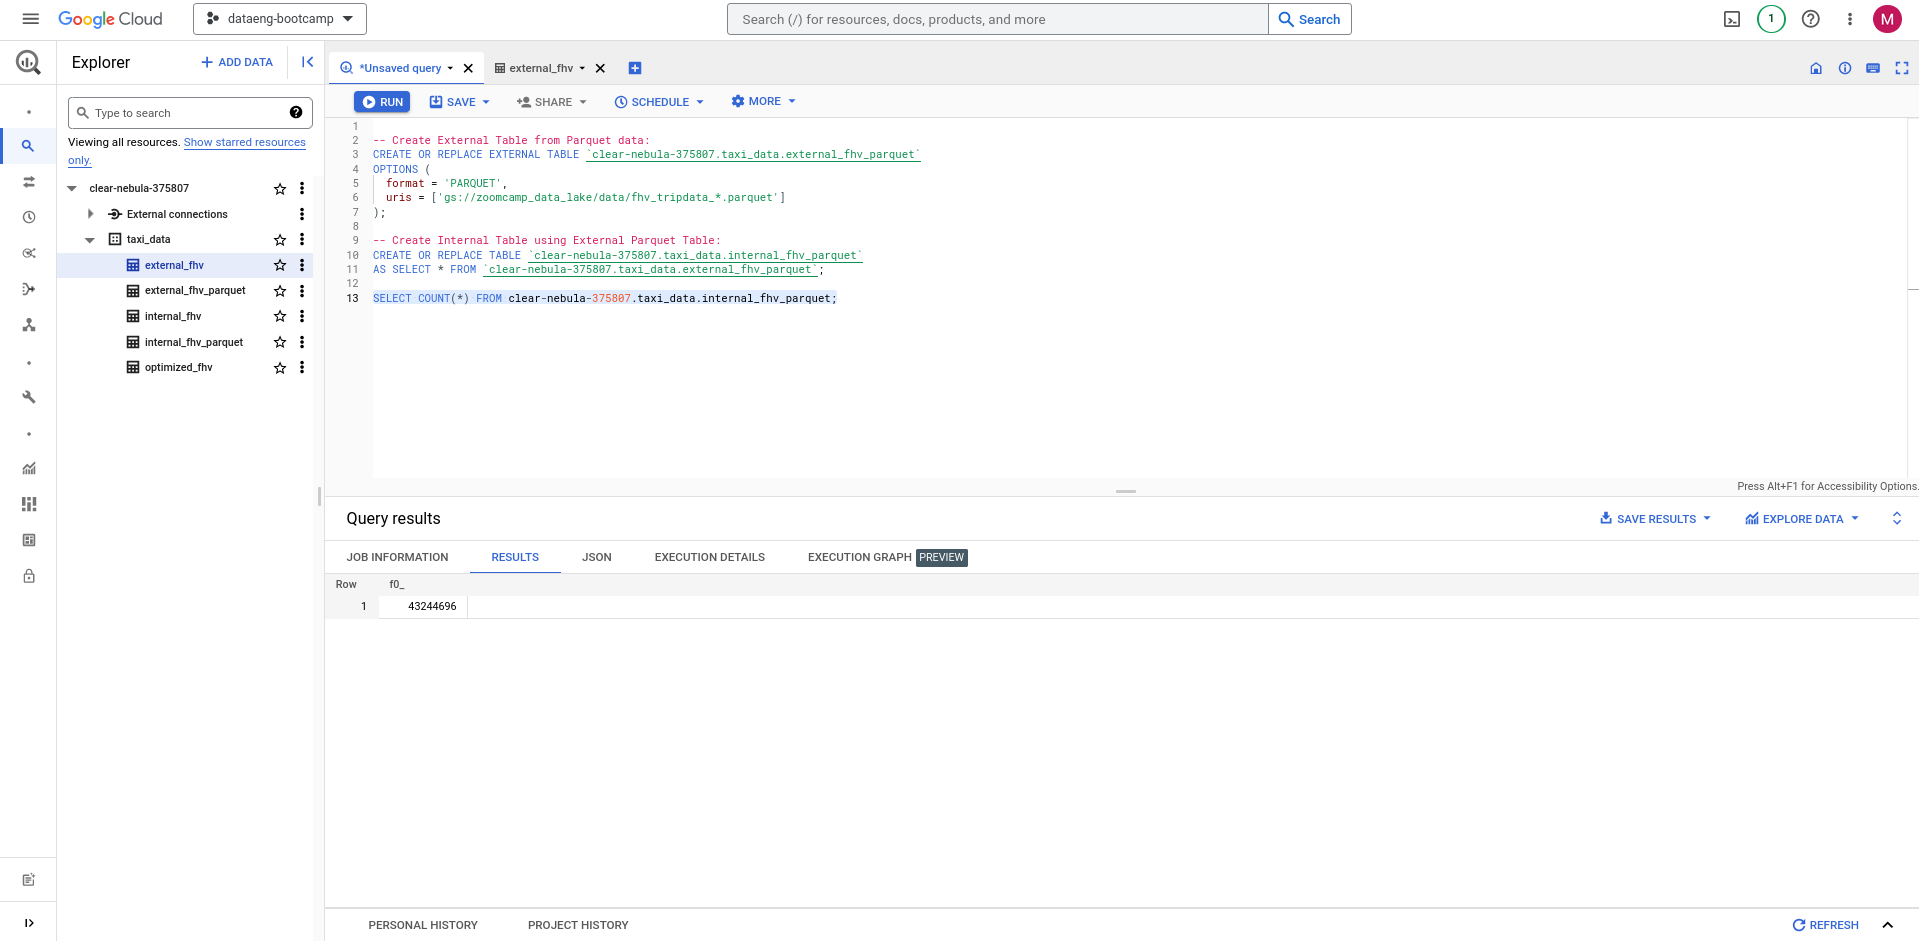 Google Cloud
dataeng-bootcamp
Search (/) for resources, docs, products, and more
Search
1
M
Explorer
ADD DATA
*Unsaved query
external_fhv
Type to search
Viewing all resources. Show starred resources
only.
clear-nebula-375807
External connections
taxi_data
external_fhv
external_fhv_parquet
internal_fhv
internal_fhv_parquet
optimized_fhv
RUN
SAVE
SHARE
SCHEDULE
MORE
1
2 -- Create External Table from Parquet data:
3 CREATE OR REPLACE EXTERNAL TABLE `clear-nebula-375807.taxi_data.external_fhv_parquet`
4 OPTIONS (
5 format = 'PARQUET',
6 uris = ['gs://zoomcamp_data_lake/data/fhv_tripdata_*.parquet']
7 );
8
9 -- Create Internal Table using External Parquet Table:
10 CREATE OR REPLACE TABLE `clear-nebula-375807.taxi_data.internal_fhv_parquet`
11 AS SELECT * FROM `clear-nebula-375807.taxi_data.external_fhv_parquet`;
12
13 SELECT COUNT(*) FROM clear-nebula-375807.taxi_data.internal_fhv_parquet;
Press Alt+F1 for Accessibility Options.
Query results
SAVE RESULTS
EXPLORE DATA
JOB INFORMATION
RESULTS
JSON
EXECUTION DETAILS
EXECUTION GRAPH PREVIEW
Row f0_
1 43244696
PERSONAL HISTORY
PROJECT HISTORY
REFRESH